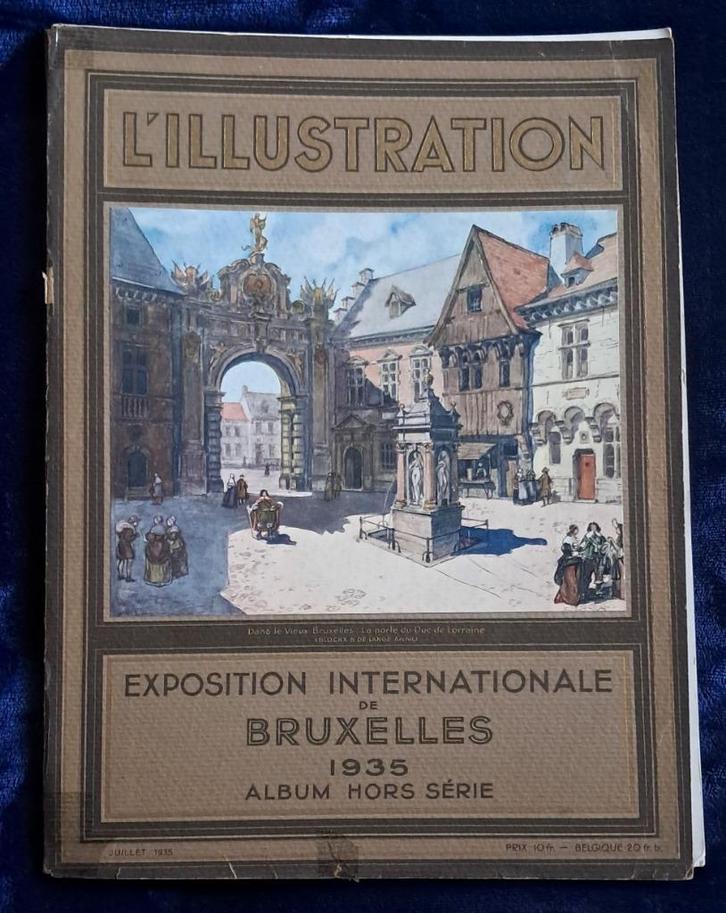 L'ILLUSTRATION
Dans le Vieux Bruxelles. La porte du Duc de Lorraine
EXPOSITION INTERNATIONALE
DE
BRUXELLES
1935
ALBUM HORS SÉRIE
JUILLET 1935
PRIX 10 fr. — BELGIQUE 20 fr. b.